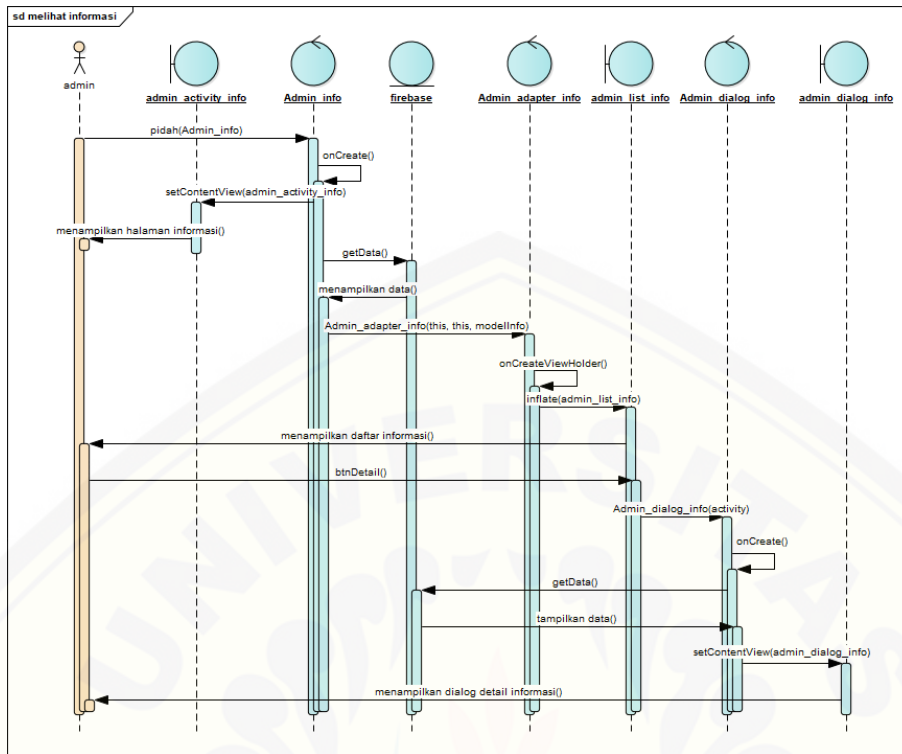 sd melihat informasi
admin
admin_activity_info
Admin_info
firebase
Admin_adapter_info
admin_list_info
Admin_dialog_info
admin_dialog_info
pidah(Admin_info)
onCreate()
setContentView(admin_activity_info)
menampilkan halaman informasi()
getData()
menampilkan data()
Admin_adapter_info(this, this, modelInfo)
onCreateViewHolder()
inflate(admin_list_info)
menampilkan daftar informasi()
btnDetail()
Admin_dialog_info(activity)
onCreate()
getData()
tampilkan data()
setContentView(admin_dialog_info)
menampilkan dialog detail informasi()
UNIVERSITAS